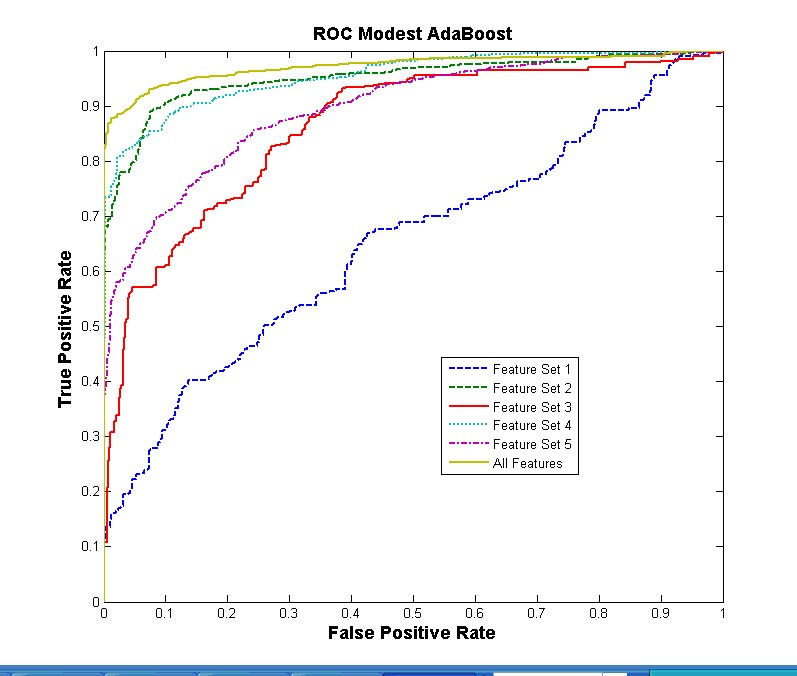 ROC Modest AdaBoost
1
0.9
0.8
0.7
0.6
0.5
0.4
0.3
0.2
0.1
0
True Positive Rate
Feature Set 1
Feature Set 2
Feature Set 3
Feature Set 4
Feature Set 5
All Features
0 0.1 0.2 0.3 0.4 0.5 0.6 0.7 0.8 0.9 1
False Positive Rate